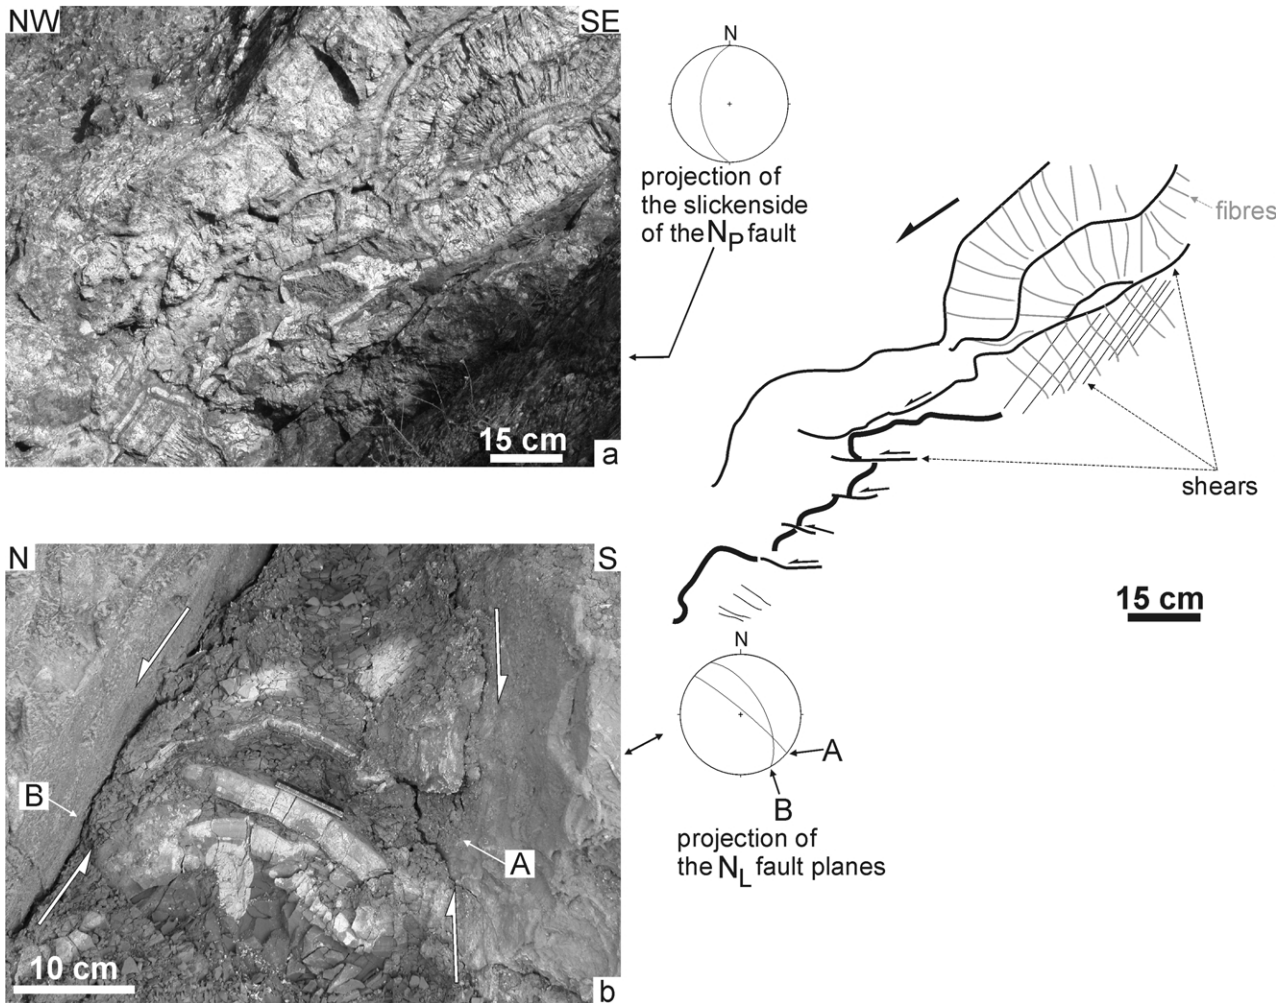 NW
SE
15 cm
a
N
projection of
the slickenside
of the NP fault
fibres
shears
15 cm
N
S
B
A
10 cm
b
N
A
B
projection of
the NL fault planes